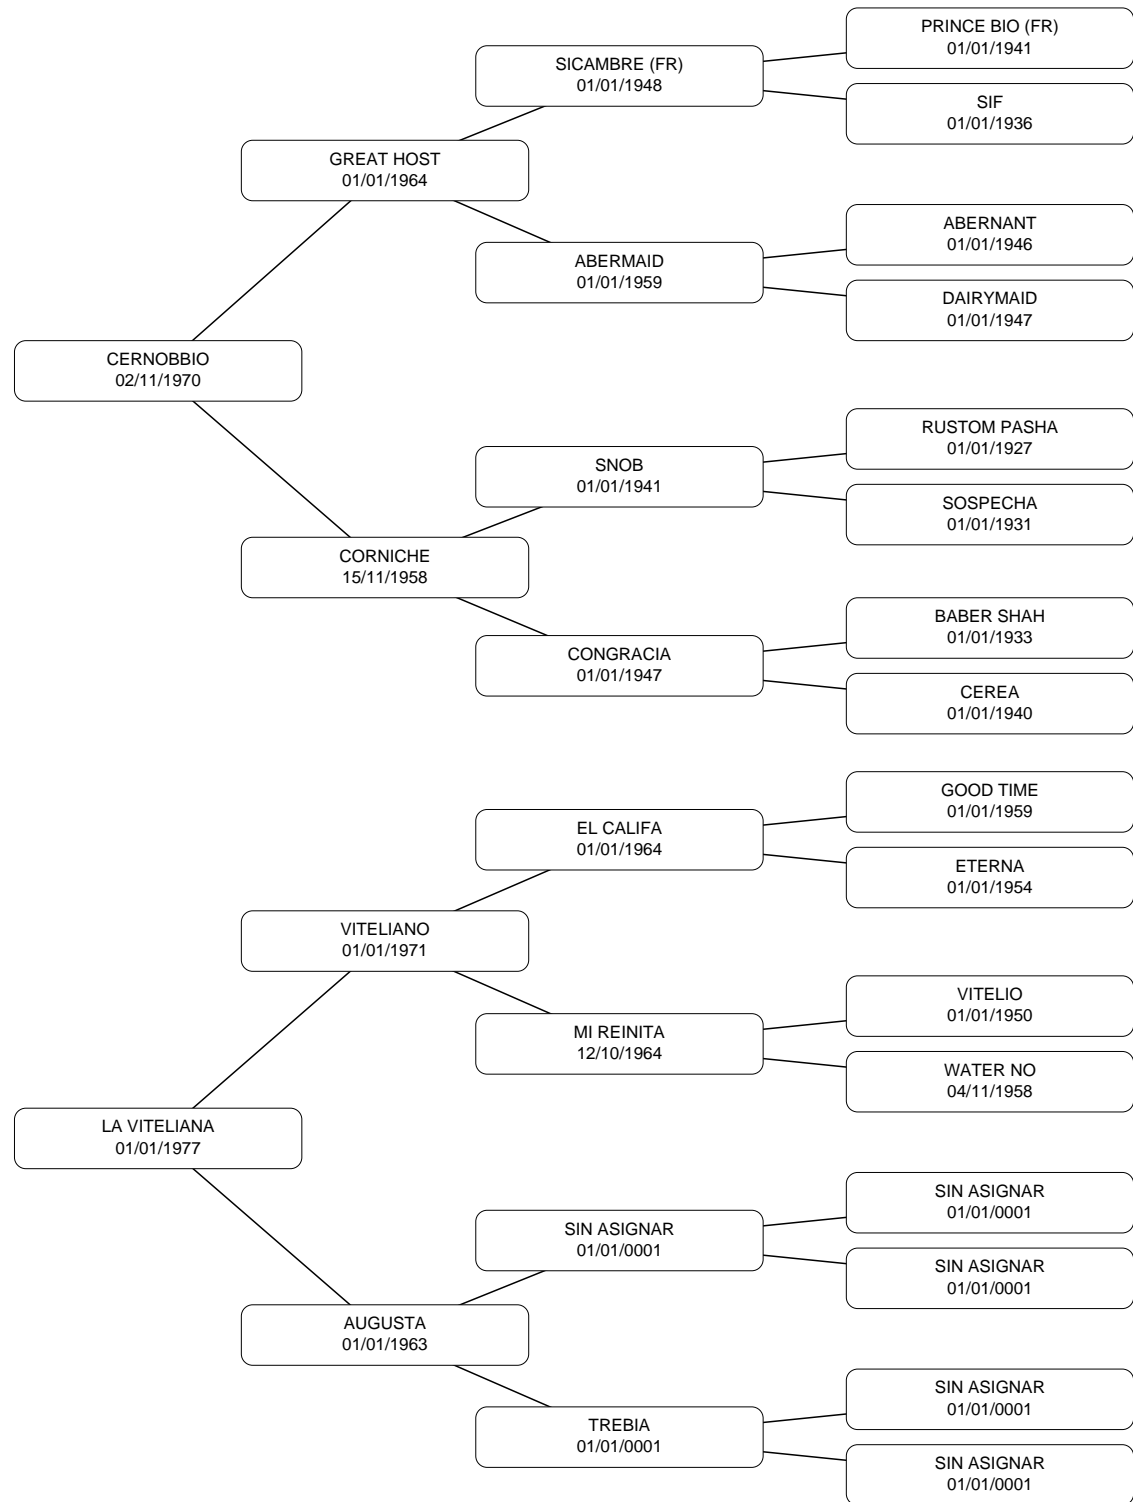 PRINCE BIO (FR)
01/01/1941
SICAMBRE (FR)
01/01/1948
SIF
01/01/1936
GREAT HOST
01/01/1964
ABERNANT
01/01/1946
ABERMAID
01/01/1959
DAIRYMAID
01/01/1947
CERNOBBIO
02/11/1970
RUSTOM PASHA
01/01/1927
SNOB
01/01/1941
SOSPECHA
01/01/1931
CORNICHE
15/11/1958
BABER SHAH
01/01/1933
CONGRACIA
01/01/1947
CEREA
01/01/1940
GOOD TIME
01/01/1959
EL CALIFA
01/01/1964
ETERNA
01/01/1954
VITELIANO
01/01/1971
VITELIO
01/01/1950
MI REINITA
12/10/1964
WATER NO
04/11/1958
LA VITELIANA
01/01/1977
SIN ASIGNAR
01/01/0001
SIN ASIGNAR
01/01/0001
SIN ASIGNAR
01/01/0001
AUGUSTA
01/01/1963
SIN ASIGNAR
01/01/0001
TREBIA
01/01/0001
SIN ASIGNAR
01/01/0001